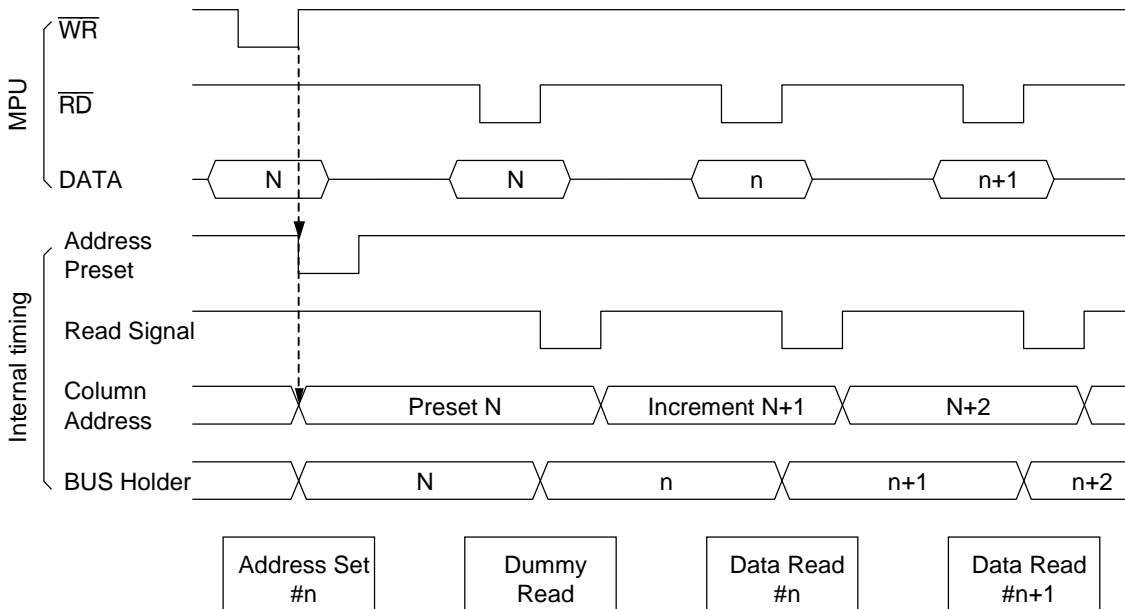 MPU
WR
RD
DATA
N
N
n
n+1
Internal timing
Address
Preset
Read Signal
Column
Address
Preset N
Increment N+1
N+2
BUS Holder
N
n
n+1
n+2
Address Set
#n
Dummy
Read
Data Read
#n
Data Read
#n+1